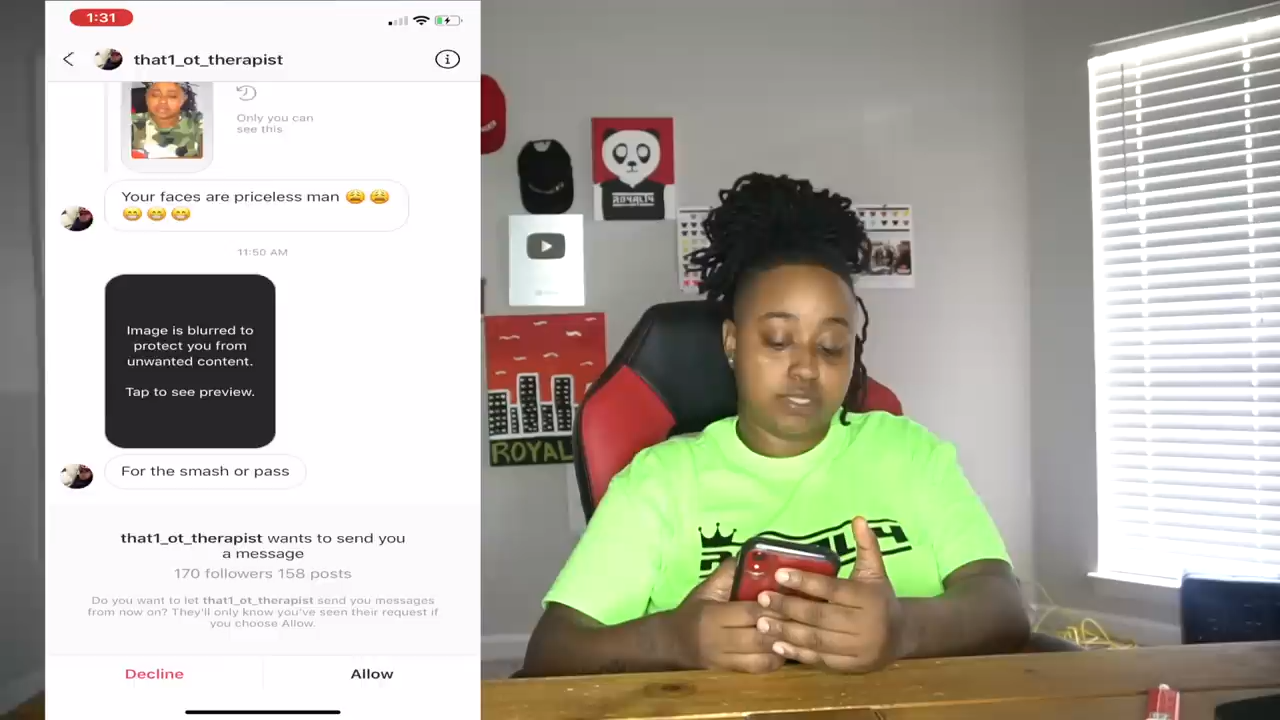 1:31
that1_ot_therapist
Only you can
see this
Your faces are priceless man 😩 😩
😁 😁 😁
11:50 AM
Image is blurred to
protect you from
unwanted content.
Tap to see preview.
For the smash or pass
that1_ot_therapist wants to send you
a message
170 followers 158 posts
Do you want to let that1_ot_therapist send you messages
from now on? They'll only know you've seen their request if
you choose Allow.
Decline
Allow
ROYAL